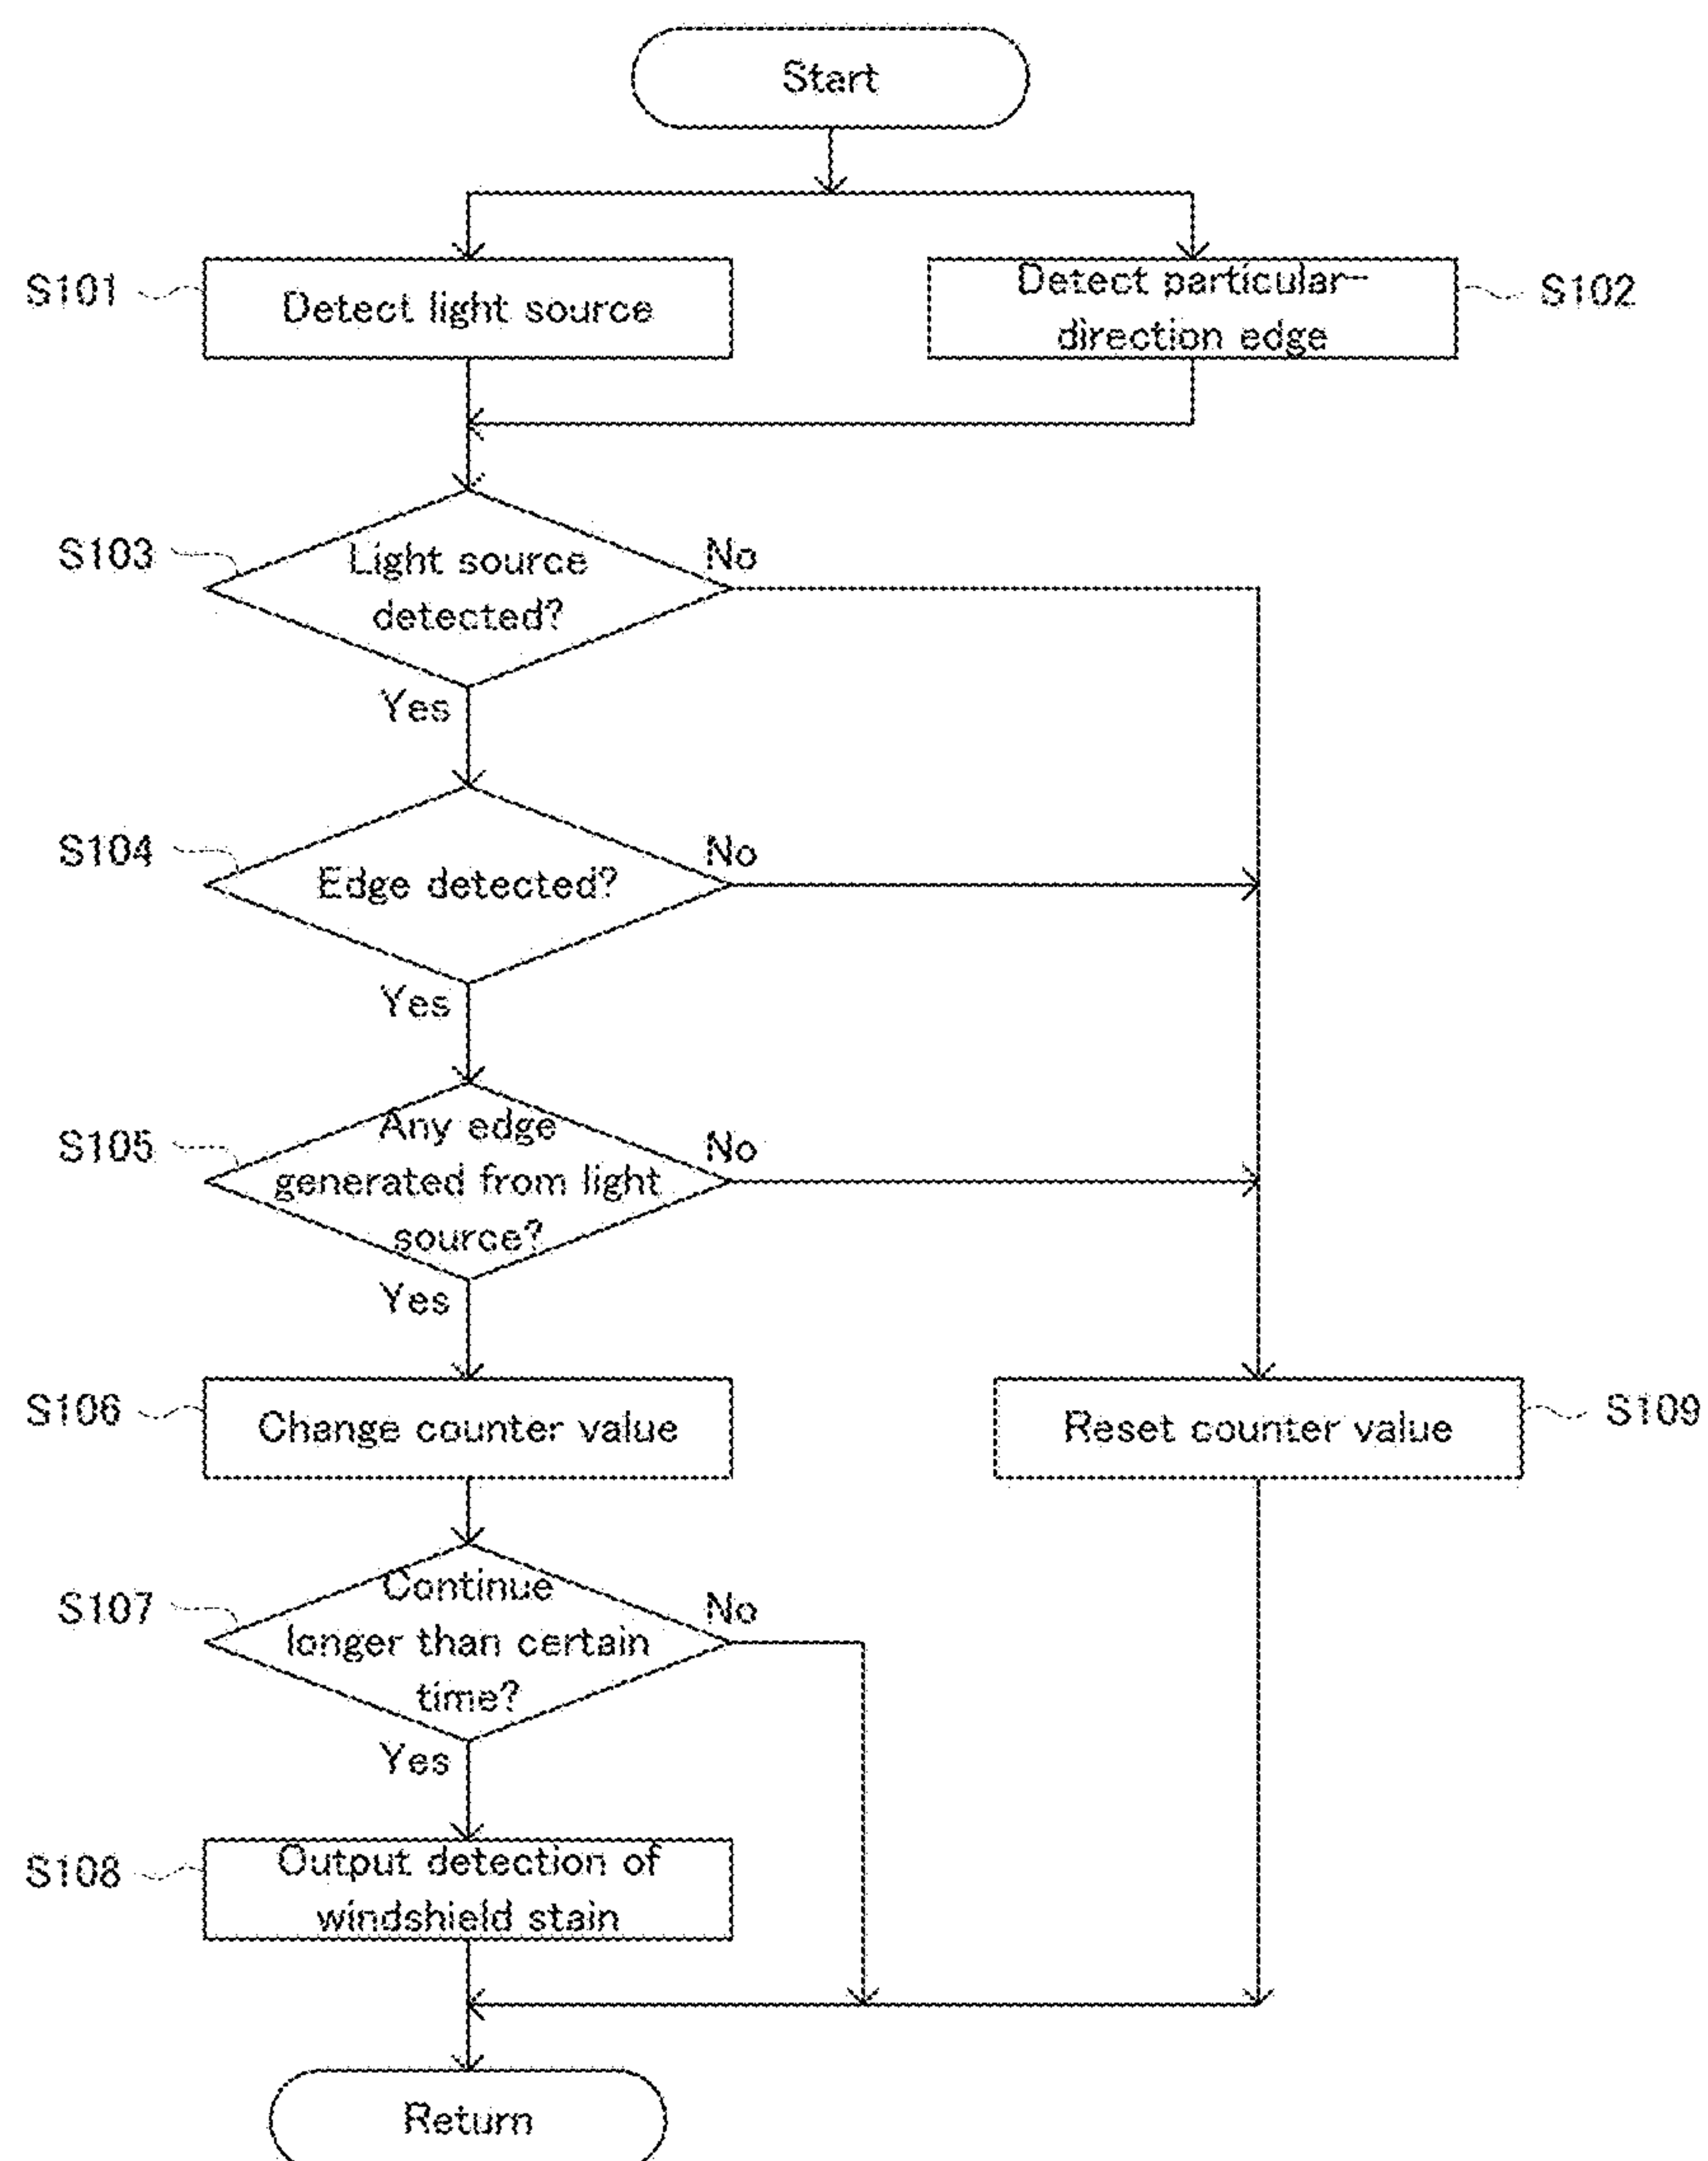 Start
S101
Detect light source
Detect particular-
direction edge
S102
S103
Light source
detected?
No
Yes
S104
Edge detected?
No
Yes
S105
Any edge
generated from light
source?
No
Yes
S106
Change counter value
Reset counter value
S109
S107
Continue
longer than certain
time?
No
Yes
S108
Output detection of
windshield stain
Return